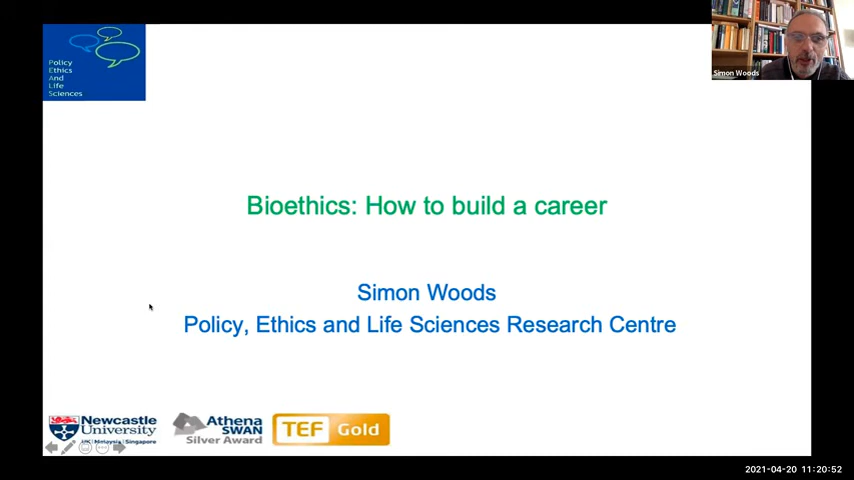 Policy
Ethics
And
Life
Sciences
Simon Woods
Bioethics: How to build a career
Simon Woods
Policy, Ethics and Life Sciences Research Centre
Newcastle
University
UK | Malaysia | Singapore
Athena
SWAN
Silver Award
TEF Gold
2021-04-20 11:20:52